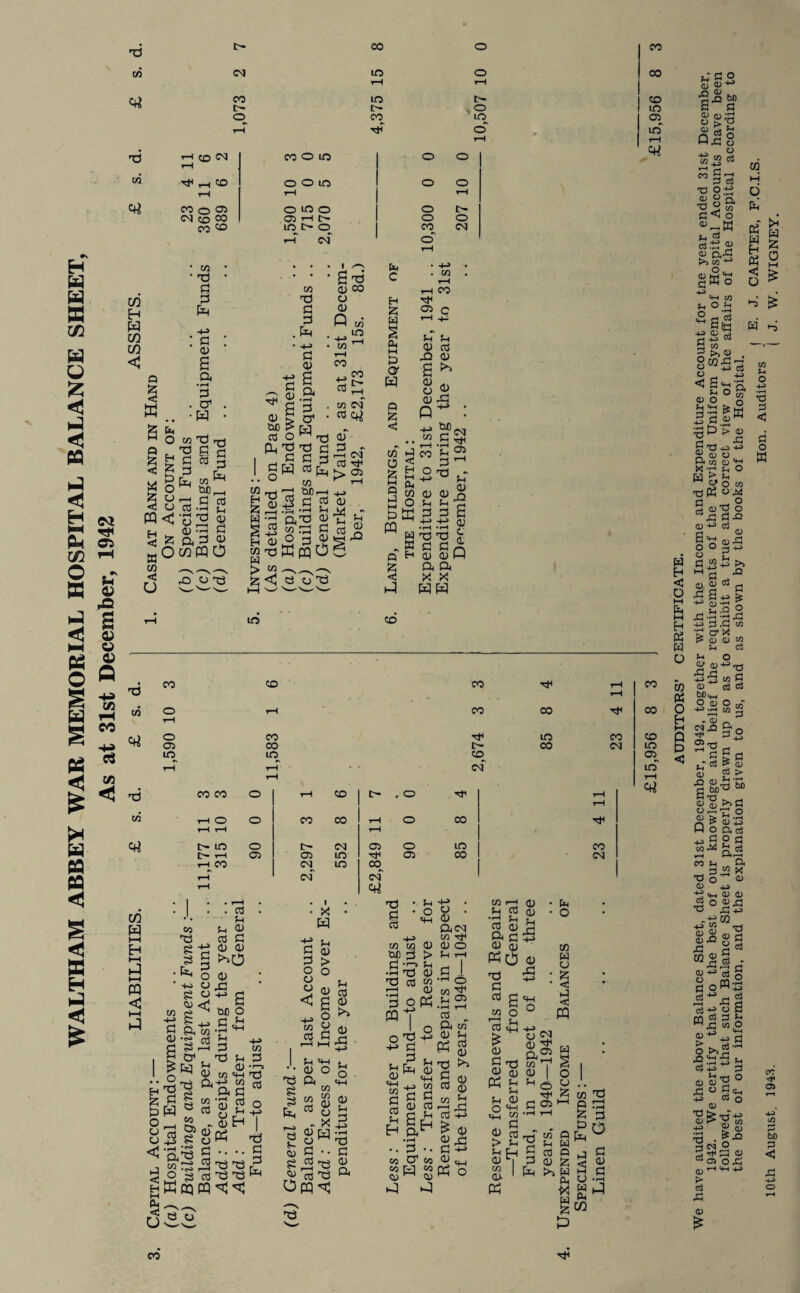 WALTHAM ABBEY WAR MEMORIAL HOSPITAL BALANCE SHEET,
As at 31st December, 1942
LIABILITIES. £ s. d. £ s. d.
3. CAPITAL ACCOUNT:—
(a) Hospital Endowments
(c) Buildings and Equipment Funds:—
Balance, as per last Account 11,177 11 3
Add: Receipts during the year 315 10 3
Add: Transfer from General
Fund—to adjust 90 0 0
1,590 10 3
11,583 1 6
(d) General Fund:—
Balance, as per last Account 2,297 3 1
Add: Excess of Income over Ex-
penditure for the year 552 8 6
£2,849 11 7
Less: Transfer to Buildings and
Equipment Fund—to adjust 90 0 0
Less: Transfer to Reserve for
Renewals and Repairs in respect
of the three years, 1940–1042 85 8 4
2,674 3 3
Reserve for Renewals and Repairs
—Transferred from General
Fund, in respect of the three
years, 1940–1942
85 8 4
4. UNEXPENDED INCOME BALANCES OF
SPECIAL FUNDS:—
Linen Guild 23 4 11
23 4 11
£15,956 8 3
ASSETS. £ s. d. £ s. d.
1. CASH AT BANK AND IN HAND
ON ACCOUNT OF:
(b) Special Funds 23 4 11
(c) Buildings and Equipment Funds 360 11 6
(d) General Fund 689 6 2
1,073 2 7
5. INVESTMENTS:—
As detailed (Page 4)
(a) Hospital Endowment 1,590 10 3
(c) Buildings and Equipment Funds 715 0 0
(d) General Fund 2,070 5 5
(Market Value, as at 31st Decem-
ber, 1942, £2,173 15s. 8d.)
4,375 15 8
6. LAND, BUILDINGS, AND EQUIPMENT OF
THE HOSPITAL:
Expenditure to 31st December, 1941 10,300 0 0
Expenditure during the year to 31st
December, 1942 207 10 0
10,507 10 0
£15,956 8 3
AUDITORS' CERTIFICATE.
We have audited the above Balance Sheet, dated 31st December, 1942, together with the Income and Expenditure Account for the year ended 31st December,
1942. We certify that to the best of our knowledge and belief the requirements of the Revised Uniform System of Hospital Accounts have been
followed, and that such Balance Sheet is properly drawn up so as to exhibit a true and correct view of the affairs of the Hospital according to
the best of our information, and the explanation given to us, and as shown by the books of the Hospital.
Hon. Auditors { E. J. CARTER, F.C.I.S.
J. W. WIGNEY.
10th August, 1943.